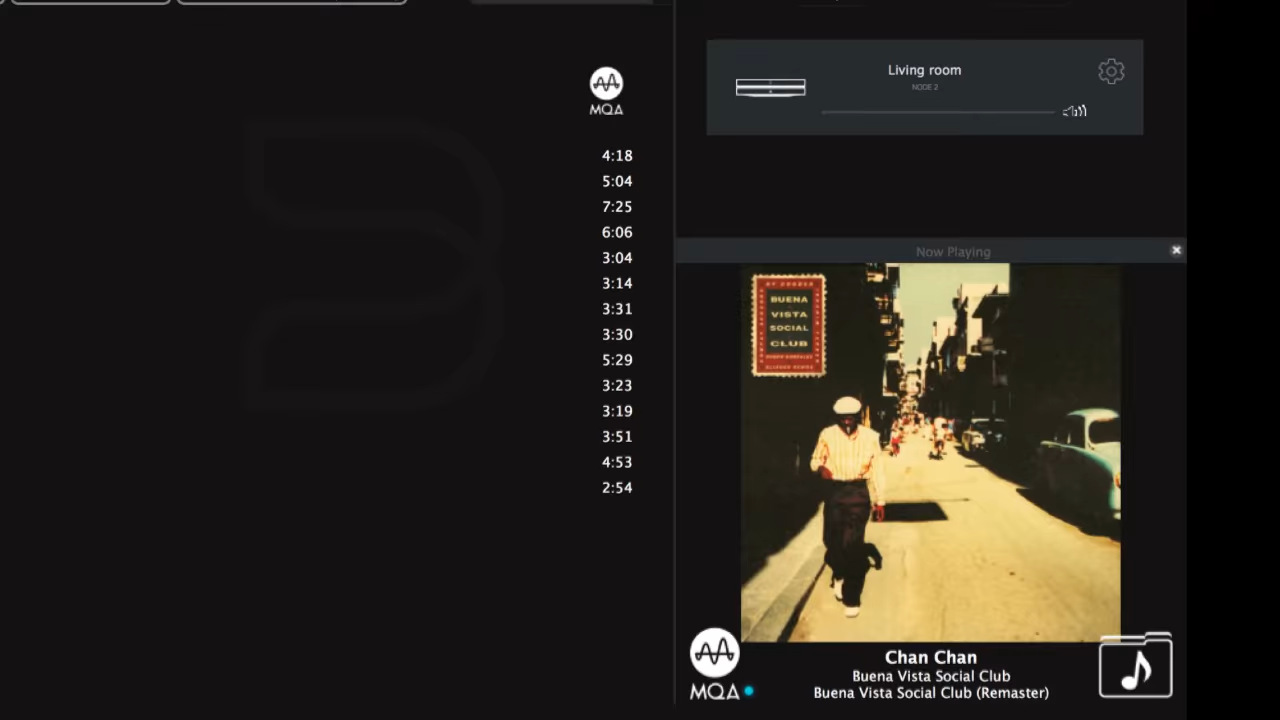 MQA
4:18
5:04
7:25
6:06
3:04
3:14
3:31
3:30
5:29
3:23
3:19
3:51
4:53
2:54
Living room
NODE 2
Now Playing
RY COODER
BUENA
VISTA
SOCIAL
CLUB
MQA
Chan Chan
Buena Vista Social Club
Buena Vista Social Club (Remaster)